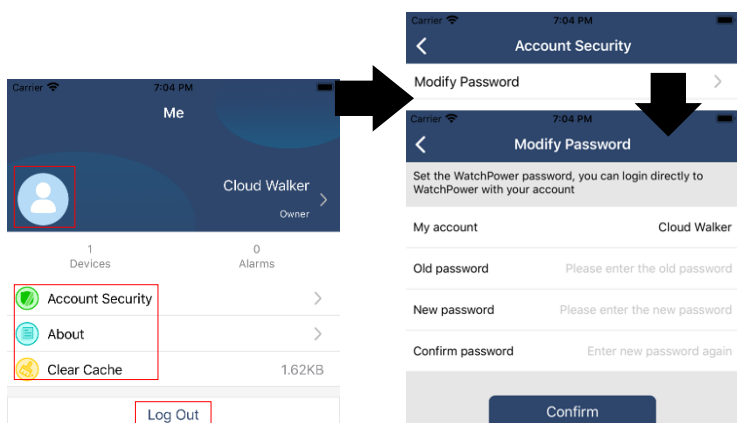 Carrier 7:04 PM
Me
Cloud Walker
Owner
1 0
Devices Alarms
Account Security
About
Clear Cache 1.62KB
Log Out
Carrier 7:04 PM
Account Security
Modify Password
Carrier 7:04 PM
Modify Password
Set the WatchPower password, you can login directly to
WatchPower with your account
My account Cloud Walker
Old password Please enter the old password
New password Please enter the new password
Confirm password Enter new password again
Confirm